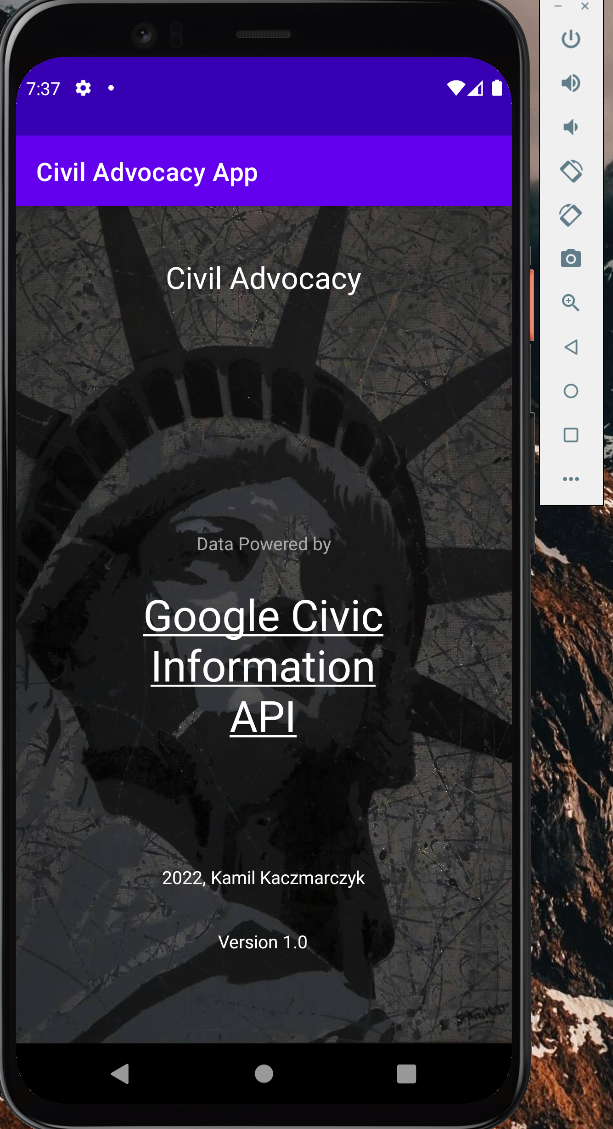 7:37
Civil Advocacy App
Civil Advocacy
Data Powered by
Google Civic
Information
API
2022, Kamil Kaczmarczyk
Version 1.0